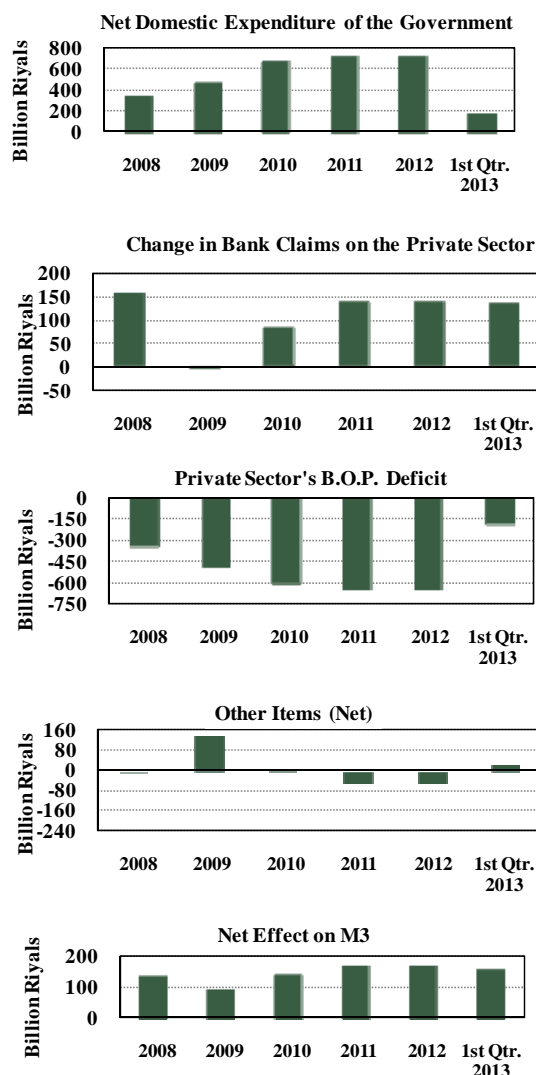 Net Domestic Expenditure of the Government
Billion Riyals
800
600
400
200
0
2008 2009 2010 2011 2012 1st Qtr.
2013
Change in Bank Claims on the Private Sector
Billion Riyals
200
150
100
50
0
-50
2008 2009 2010 2011 2012 1st Qtr.
2013
Private Sector's B.O.P. Deficit
Billion Riyals
0
-150
-300
-450
-600
-750
2008 2009 2010 2011 2012 1st Qtr.
2013
Other Items (Net)
Billion Riyals
160
80
0
-80
-160
-240
2008 2009 2010 2011 2012 1st Qtr.
2013
Net Effect on M3
Billion Riyals
200
100
0
2008 2009 2010 2011 2012 1st Qtr.
2013